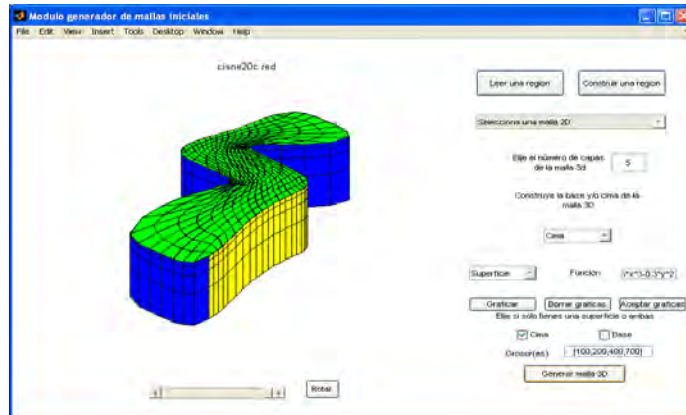 Modulo generador de mallas iniciales
File Edit View Insert Tools Desktop Window Help
cisne20c.red
Leer una region
Construir una region
Selecciona una malla 2D
Elije el número de capas
de la malla 3d
5
Construye la base y/o cima de la
malla 3D
Cima
Superficie
Funcion
Graficar
Borrar graficas
Aceptar graficas
Elije si sólo tienes una superficie o ambas
Cima
Base
Grosor(es)
[100,200,400,700]
Generar malla 3D
Rotar